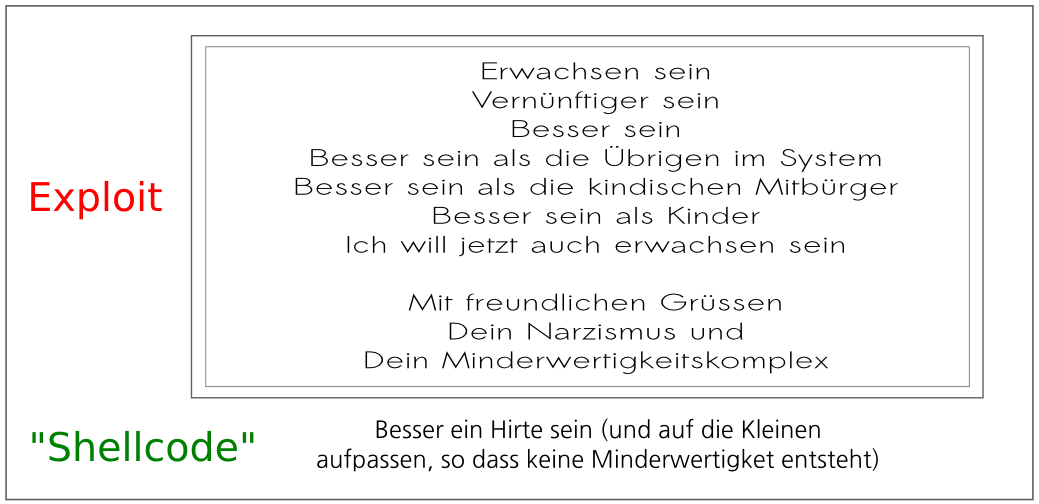 Erwachsen sein
Vernünftiger sein
Besser sein
Besser sein als die Übrigen im System
Besser sein als die kindischen Mitbürger
Besser sein als Kinder
Ich will jetzt auch erwachsen sein
Mit freundlichen Grüssen
Dein Narzismus und
Dein Minderwertigkeitskomplex
Exploit
"Shellcode"
Besser ein Hirte sein (und auf die Kleinen
aufpassen, so dass keine Minderwertigket entsteht)